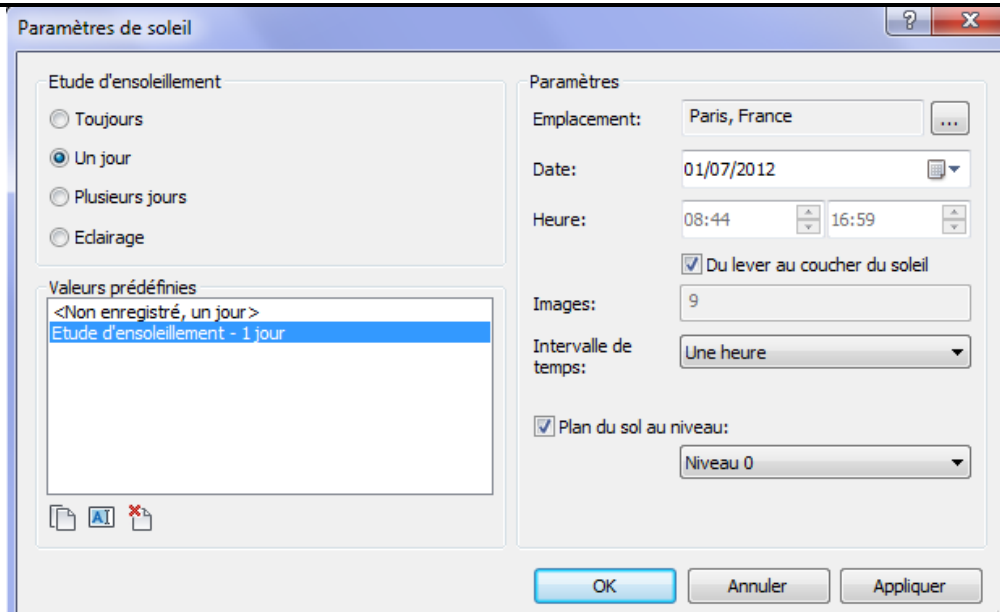 Paramètres de soleil
Etude d'ensoleillement
Toujours
Un jour
Plusieurs jours
Eclairage
Valeurs prédéfinies
<Non enregistré, un jour>
Etude d'ensoleillement - 1 jour
Paramètres
Emplacement: Paris, France ...
Date: 01/07/2012
Heure: 08:44 16:59
Du lever au coucher du soleil
Images: 9
Intervalle de
temps: Une heure
Plan du sol au niveau:
Niveau 0
OK Annuler Appliquer